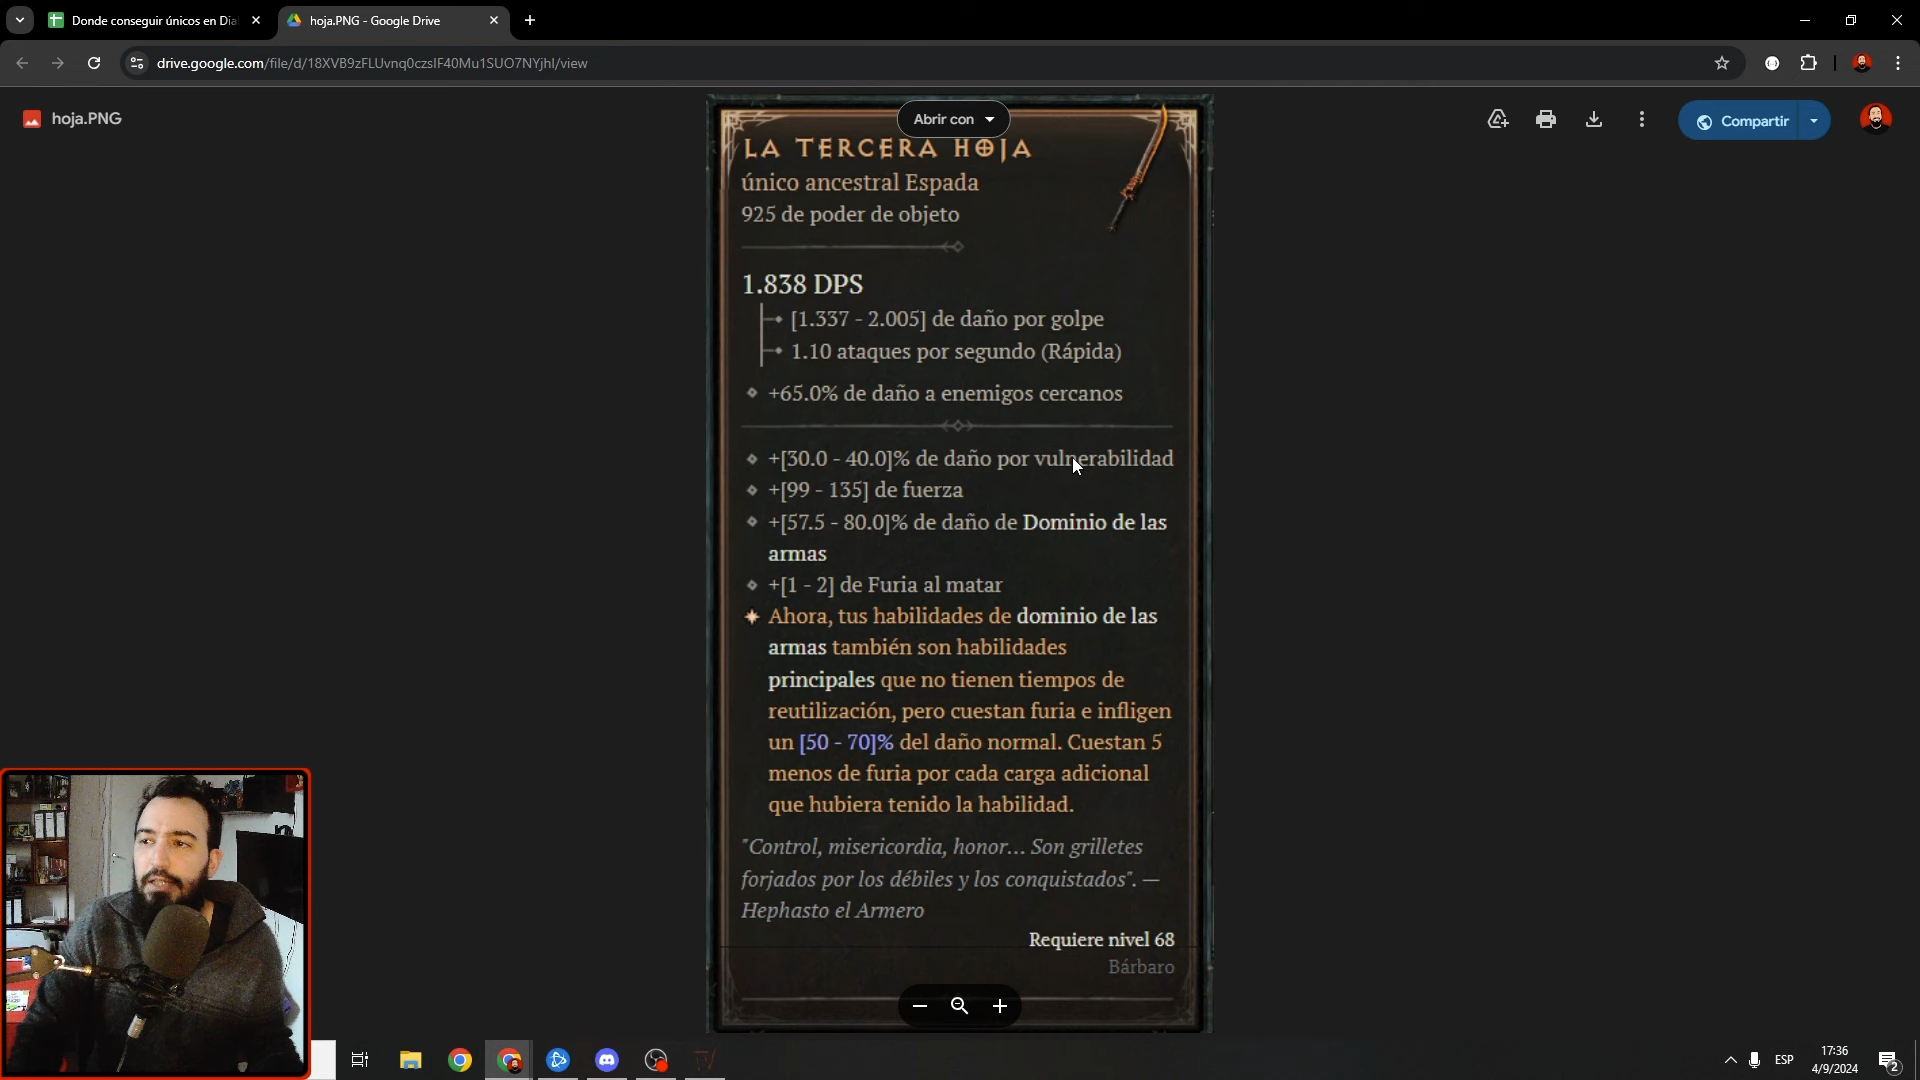 Donde conseguir únicos en Dia
hoja.PNG - Google Drive
drive.google.com/file/d/18XVB9zFLUvnq0czslF40Mu1SUO7NYjhI/view
hoja.PNG
Abrir con
Compartir
LA TERCERA HOJA
único ancestral Espada
925 de poder de objeto
1.838 DPS
[1.337 - 2.005] de daño por golpe
1.10 ataques por segundo (Rápida)
+65.0% de daño a enemigos cercanos
+[30.0 - 40.0]% de daño por vulnerabilidad
+[99 - 135] de fuerza
+[57.5 - 80.0]% de daño de Dominio de las
armas
+[1 - 2] de Furia al matar
Ahora, tus habilidades de dominio de las
armas también son habilidades
principales que no tienen tiempos de
reutilización, pero cuestan furia e infligen
un [50 - 70]% del daño normal. Cuestan 5
menos de furia por cada carga adicional
que hubiera tenido la habilidad.
"Control, misericordia, honor... Son grilletes
forjados por los débiles y los conquistados". —
Hephasto el Armero
Requiere nivel 68
Bárbaro
ESP
17:36
4/9/2024
2